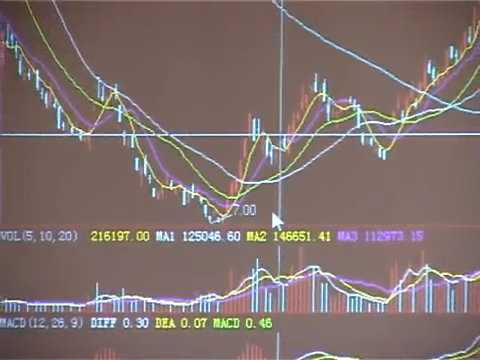 7.00
VOL(5,10,20) 216197.00 MA1 125046.60 MA2 146651.41 MA3 112973.15
MACD(12,26,9) DIFF 0.30 DEA 0.07 MACD 0.46